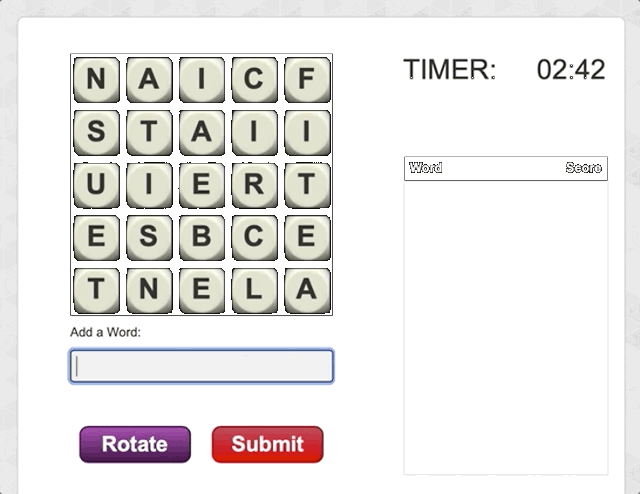 N A I C F TIMER: 02:42
S T A I I
Word Score
U I E R T
E S B C E
T N E L A
Add a Word:
Rotate Submit